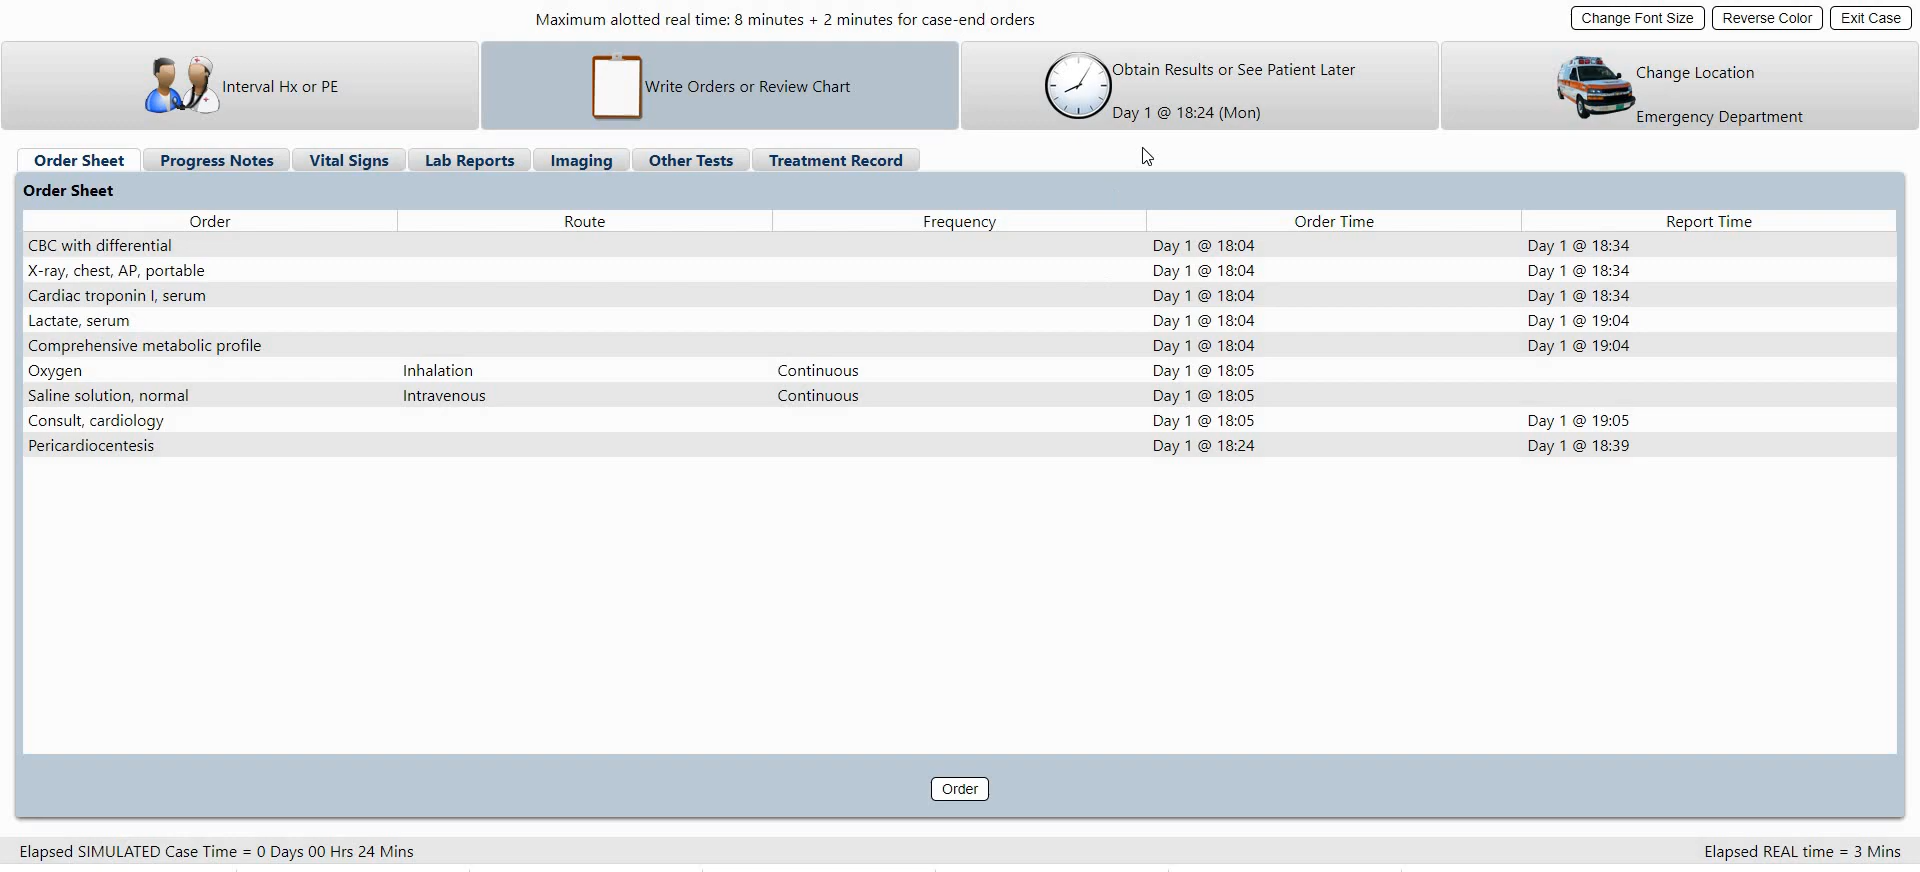 Maximum alotted real time: 8 minutes + 2 minutes for case-end orders
Change Font Size
Reverse Color
Exit Case
Interval Hx or PE
Write Orders or Review Chart
Obtain Results or See Patient Later
Day 1 @ 18:24 (Mon)
Change Location
Emergency Department
Order Sheet Progress Notes Vital Signs Lab Reports Imaging Other Tests Treatment Record
Order Sheet
Order Route Frequency Order Time Report Time
CBC with differential Day 1 @ 18:04 Day 1 @ 18:34
X-ray, chest, AP, portable Day 1 @ 18:04 Day 1 @ 18:34
Cardiac troponin I, serum Day 1 @ 18:04 Day 1 @ 18:34
Lactate, serum Day 1 @ 18:04 Day 1 @ 19:04
Comprehensive metabolic profile Day 1 @ 18:04 Day 1 @ 19:04
Oxygen Inhalation Continuous Day 1 @ 18:05
Saline solution, normal Intravenous Continuous Day 1 @ 18:05
Consult, cardiology Day 1 @ 18:05 Day 1 @ 19:05
Pericardiocentesis Day 1 @ 18:24 Day 1 @ 18:39
Order
Elapsed SIMULATED Case Time = 0 Days 00 Hrs 24 Mins
Elapsed REAL time = 3 Mins